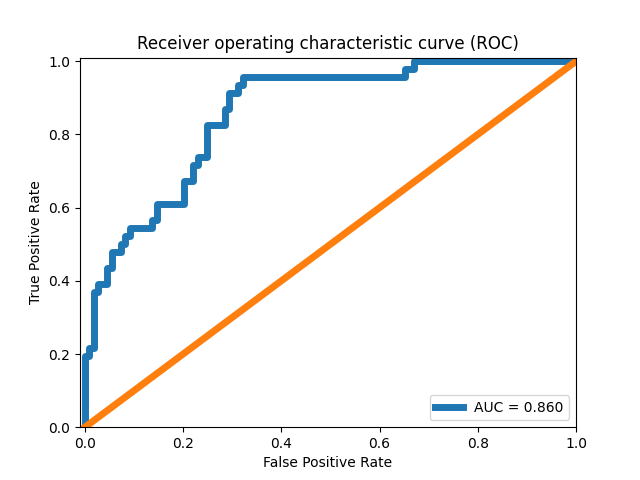 Receiver operating characteristic curve (ROC)
True Positive Rate
1.0
0.8
0.6
0.4
0.2
0.0
AUC = 0.860
0.0 0.2 0.4 0.6 0.8 1.0
False Positive Rate